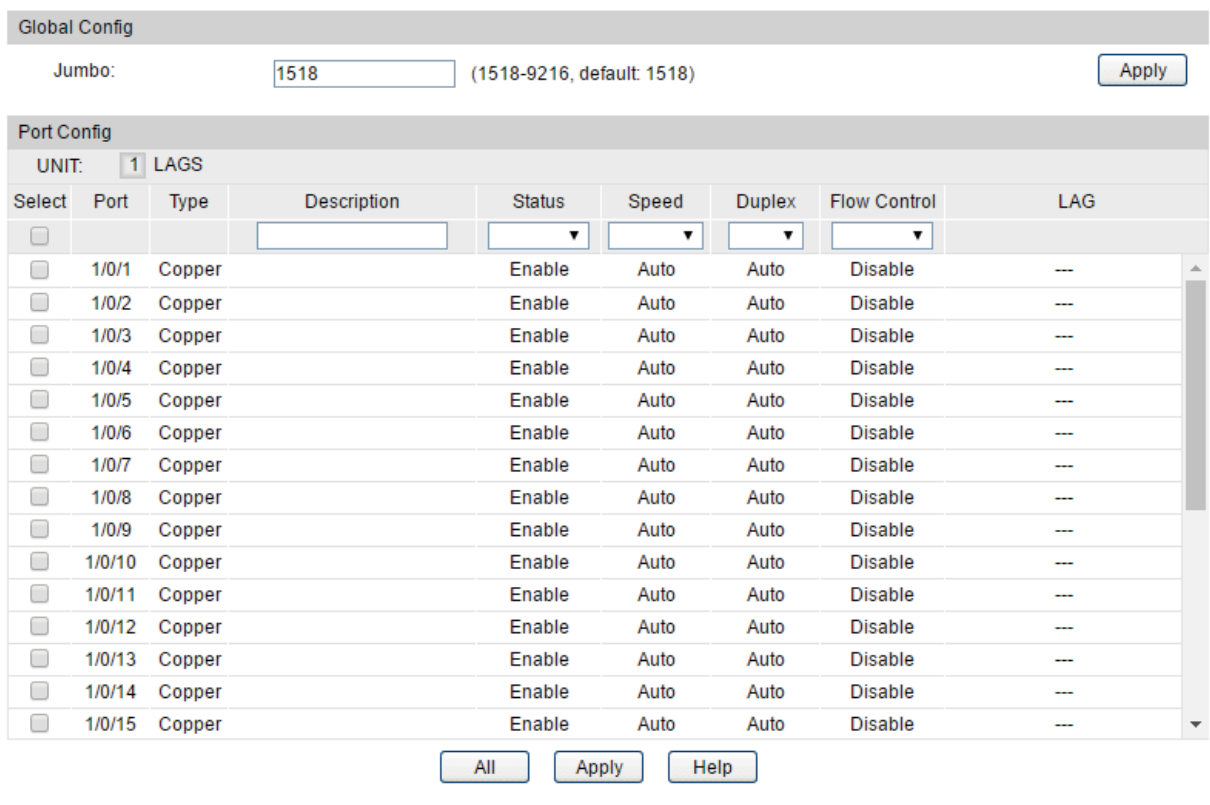 Global Config
Jumbo: 1518 (1518-9216, default: 1518) Apply
Port Config
UNIT: 1 LAGS
Select Port Type Description Status Speed Duplex Flow Control LAG
1/0/1 Copper Enable Auto Auto Disable ---
1/0/2 Copper Enable Auto Auto Disable ---
1/0/3 Copper Enable Auto Auto Disable ---
1/0/4 Copper Enable Auto Auto Disable ---
1/0/5 Copper Enable Auto Auto Disable ---
1/0/6 Copper Enable Auto Auto Disable ---
1/0/7 Copper Enable Auto Auto Disable ---
1/0/8 Copper Enable Auto Auto Disable ---
1/0/9 Copper Enable Auto Auto Disable ---
1/0/10 Copper Enable Auto Auto Disable ---
1/0/11 Copper Enable Auto Auto Disable ---
1/0/12 Copper Enable Auto Auto Disable ---
1/0/13 Copper Enable Auto Auto Disable ---
1/0/14 Copper Enable Auto Auto Disable ---
1/0/15 Copper Enable Auto Auto Disable ---
All Apply Help